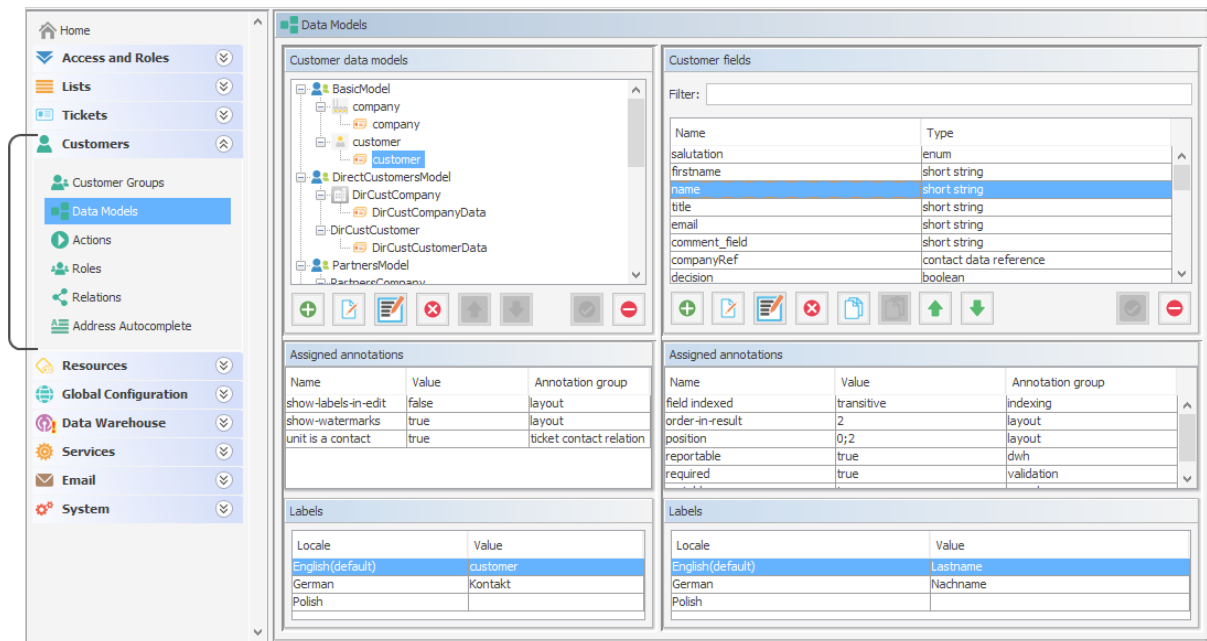 Home
Access and Roles
Lists
Tickets
Customers
Customer Groups
Data Models
Actions
Roles
Relations
Address Autocomplete
Resources
Global Configuration
Data Warehouse
Services
Email
System
Data Models
Customer data models
BasicModel
company
company
customer
customer
DirectCustomersModel
DirCustCompany
DirCustCompanyData
DirCustCustomer
DirCustCustomerData
PartnersModel
PartnersCompany
Assigned annotations
Name Value Annotation group
show-labels-in-edit false layout
show-watermarks true layout
unit is a contact true ticket contact relation
Labels
Locale Value
English(default) customer
German Kontakt
Polish
Customer fields
Filter:
Name Type
salutation enum
firstname short string
name short string
title short string
email short string
comment_field short string
companyRef contact data reference
decision boolean
Assigned annotations
Name Value Annotation group
field indexed transitive indexing
order-in-result 2 layout
position 0;2 layout
reportable true dwh
required true validation
Labels
Locale Value
English(default) Lastname
German Nachname
Polish